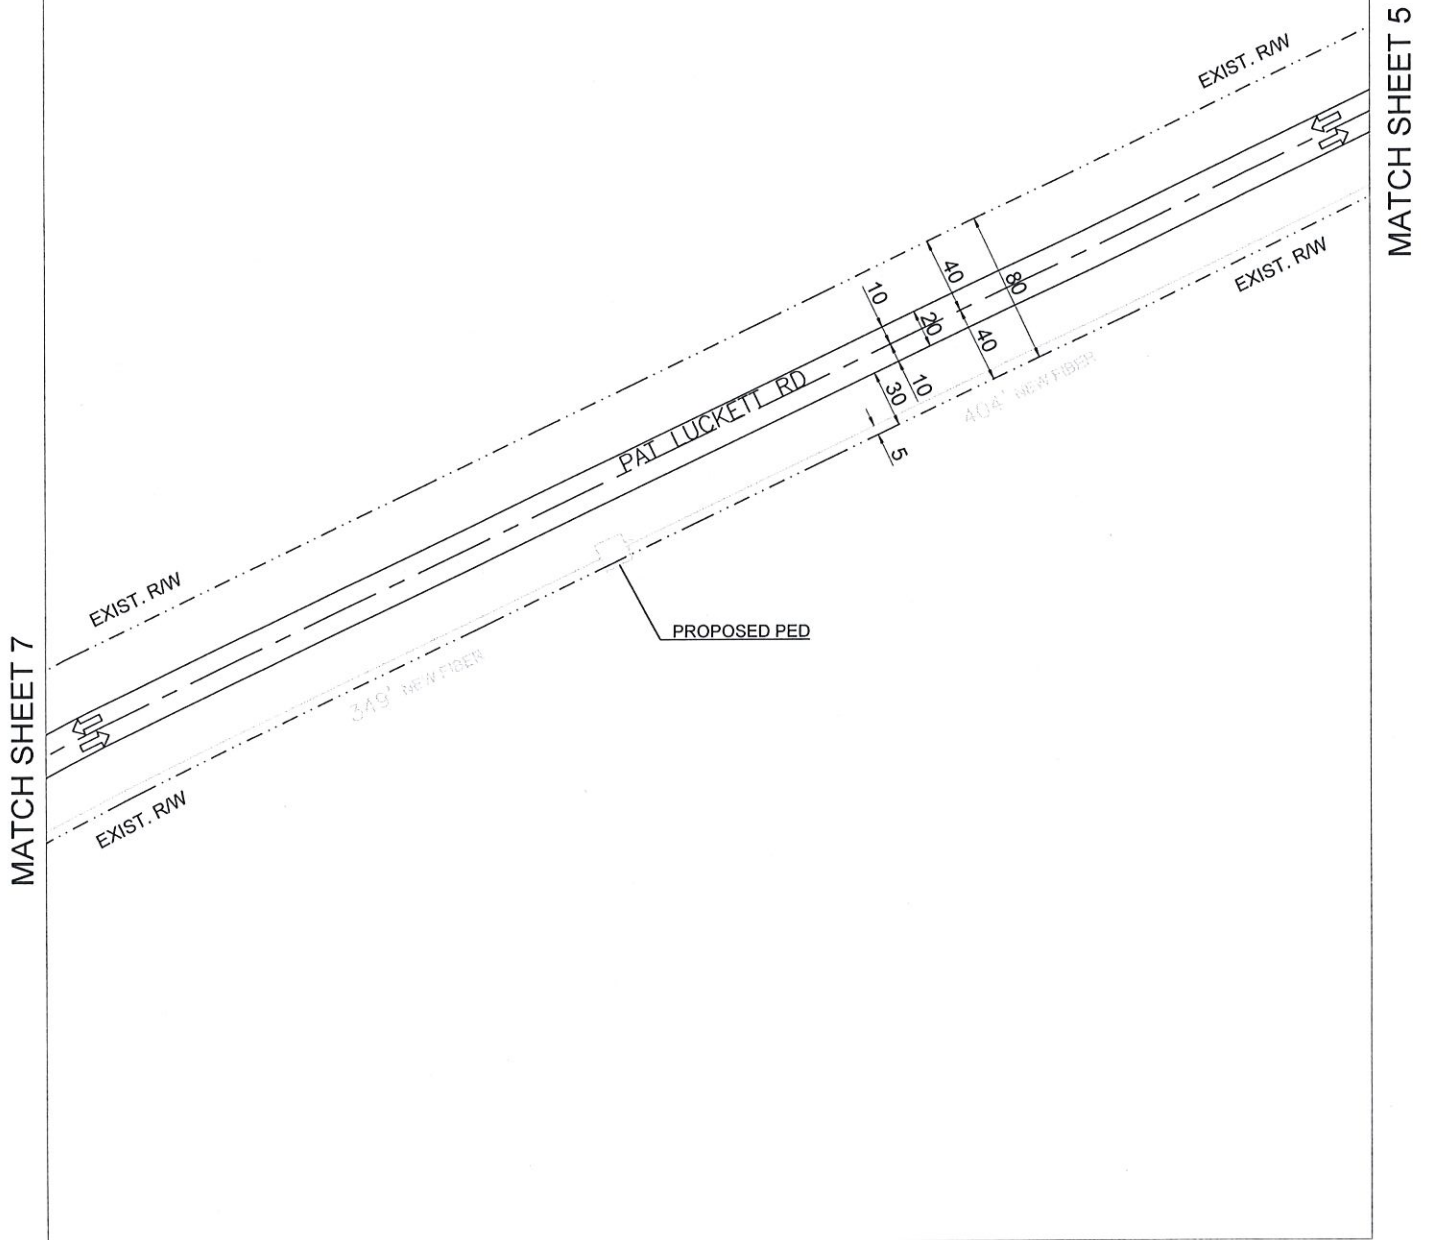 MATCH SHEET 5
EXIST. R/W
EXIST. R/W
40
80
10
20
40
10
30
5
404' NEW FIBER
PAT LUCKETT RD
EXIST. R/W
PROPOSED PED
349' NEW FIBER
MATCH SHEET 7
EXIST. R/W